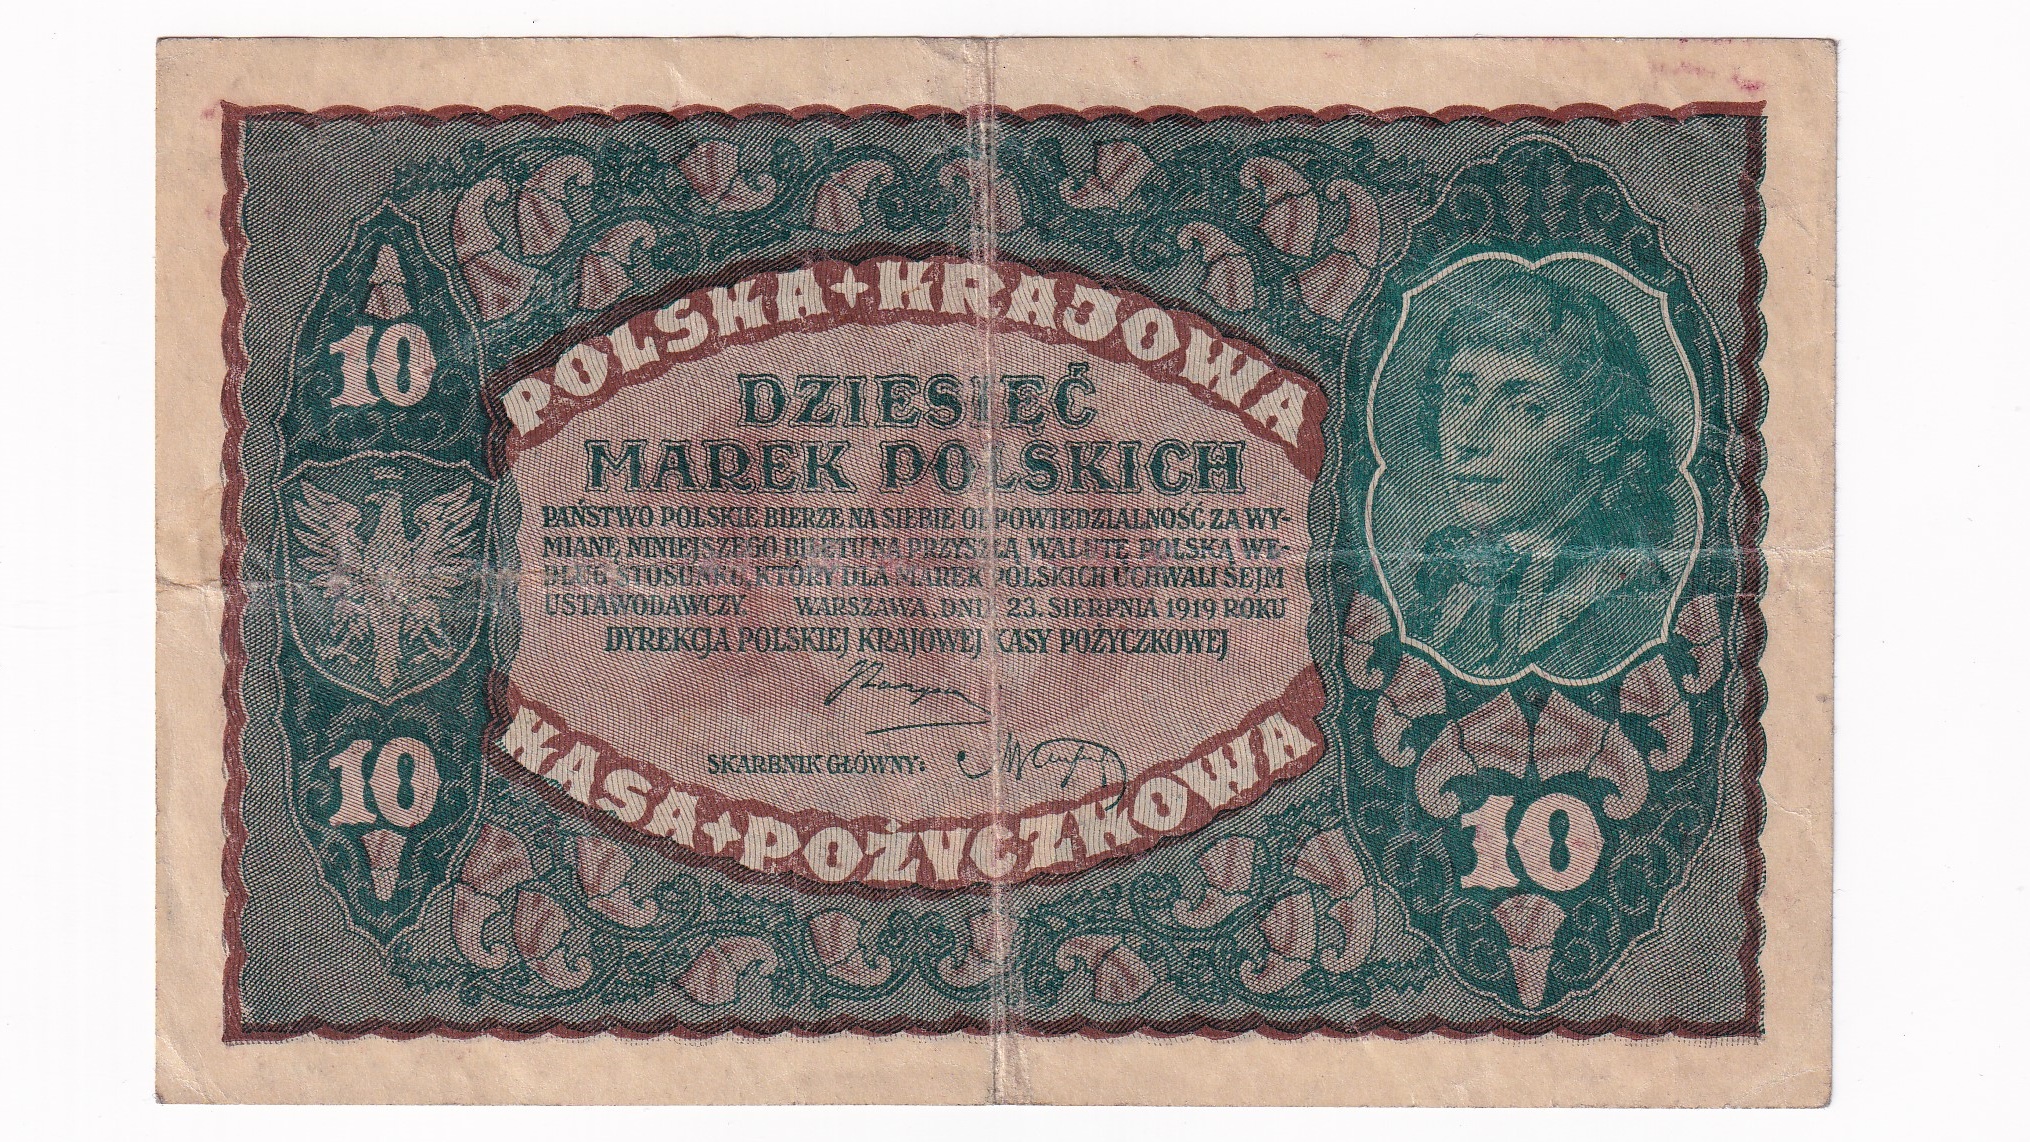 POLSKA + KRAJOWA
10
DZIESIĘĆ
MAREK POLSKICH
PAŃSTWO POLSKIE BIERZE NA SIEBIE ODPOWIEDZIALNOŚĆ ZA WY-
MIANĘ NINIEJSZEGO BILETU NA PRZYSZŁĄ WALUTĘ POLSKĄ WE-
DŁUG STOSUNKU, KTÓRY DLA MAREK POLSKICH UCHWALI SEJM
USTAWODAWCZY. WARSZAWA, DNIA 23. SIERPNIA 1919 ROKU
DYREKCJA POLSKIEJ KRAJOWEJ KASY POŻYCZKOWEJ
SKARBNIK GŁÓWNY:
10
KASA + POŻYCZKOWA
10